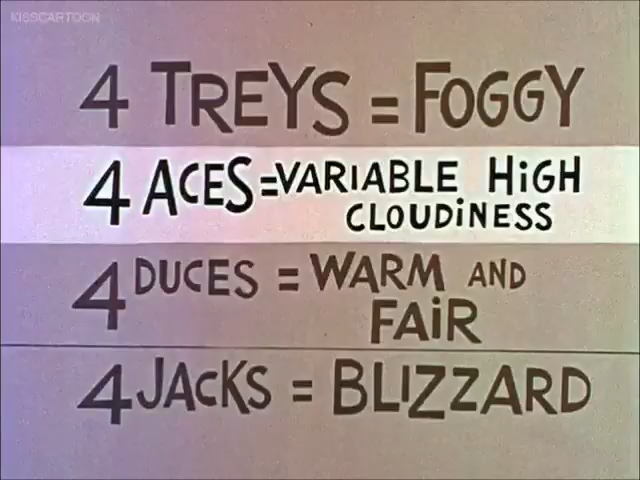 KISSCARTOON
4 TREYS = FOGGY
4 ACES = VARIABLE HiGH
CLOUDiNESS
4 DUCES = WARM AND
FAiR
4 JACKS = BLIZZARD